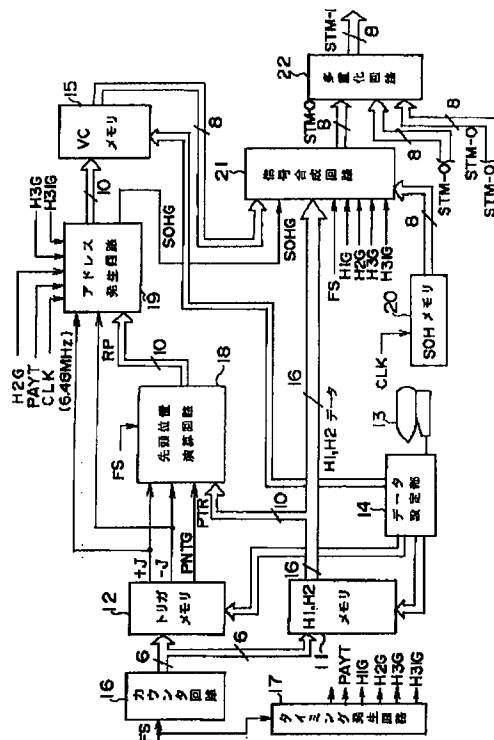 FS
16
カウンタ回路
6
6
12
トリガ
メモリ
+J
-J
PNTG
PTR
FS
先頭位置
演算回路
18
10
RP
H2G
PAYT
CLK
(6.48MHz)
H3G
H31G
アドレス
発生回路
19
10
15
VC
メモリ
8
SOHG
SOHG
21
信号合成回路
FS
H1G
H2G
H3G
H31G
STM-0
8
22
多重化回路
STM-1
8
8
STM-0
8
STM-0
STM-0
16
H1,H2 データ
10
16
H1,H2
メモリ
11
14
データ
設定部
13
CLK
20
SOH メモリ
8
17
タイミング発生回路
PAYT
H1G
H2G
H3G
H31G